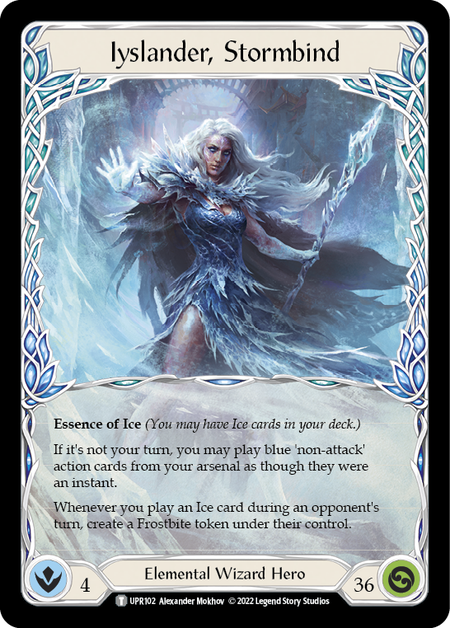 Iyslander, Stormbind
Essence of Ice (You may have Ice cards in your deck.)
If it's not your turn, you may play blue 'non-attack'
action cards from your arsenal as though they were
an instant.
Whenever you play an Ice card during an opponent's
turn, create a Frostbite token under their control.
4 Elemental Wizard Hero 36
T UPR102 Alexander Mokhov © 2022 Legend Story Studios